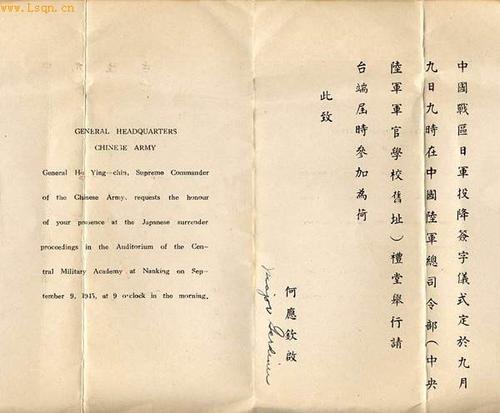 www.Lsqn.cn
GENERAL HEADQUARTERS
CHINESE ARMY
General Ho Ying-chin, Supreme Commander
of the Chinese Army, requests the honour
of your presence at the Japanese surrender
proceedings in the Auditorium of the Cen-
tral Military Academy at Nanking on Sep-
tember 9, 1945, at 9 o'clock in the morning.
中國戰區日軍投降簽字儀式定於九月
九日九時在中國陸軍總司令部(中央
陸軍軍官學校舊址)禮堂舉行請
台端屆時參加為荷
此致
何應欽啟
Major Gardiner